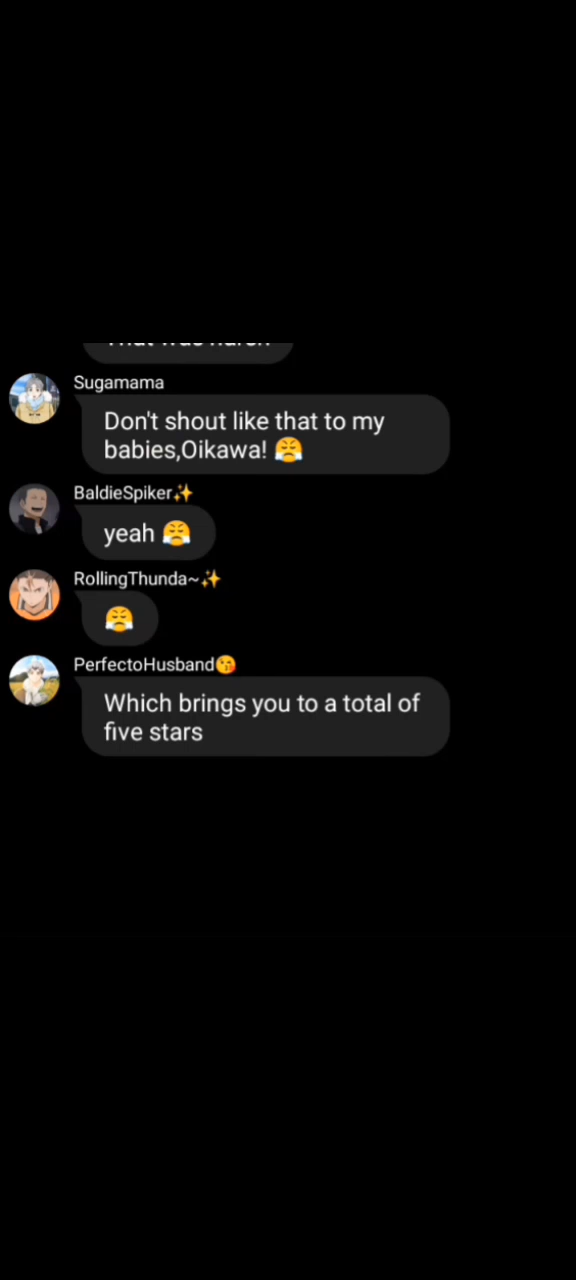 Sugamama
Don't shout like that to my
babies,Oikawa! 😤
BaldieSpiker✨
yeah 😤
RollingThunda~✨
😤
PerfectoHusband😘
Which brings you to a total of
five stars